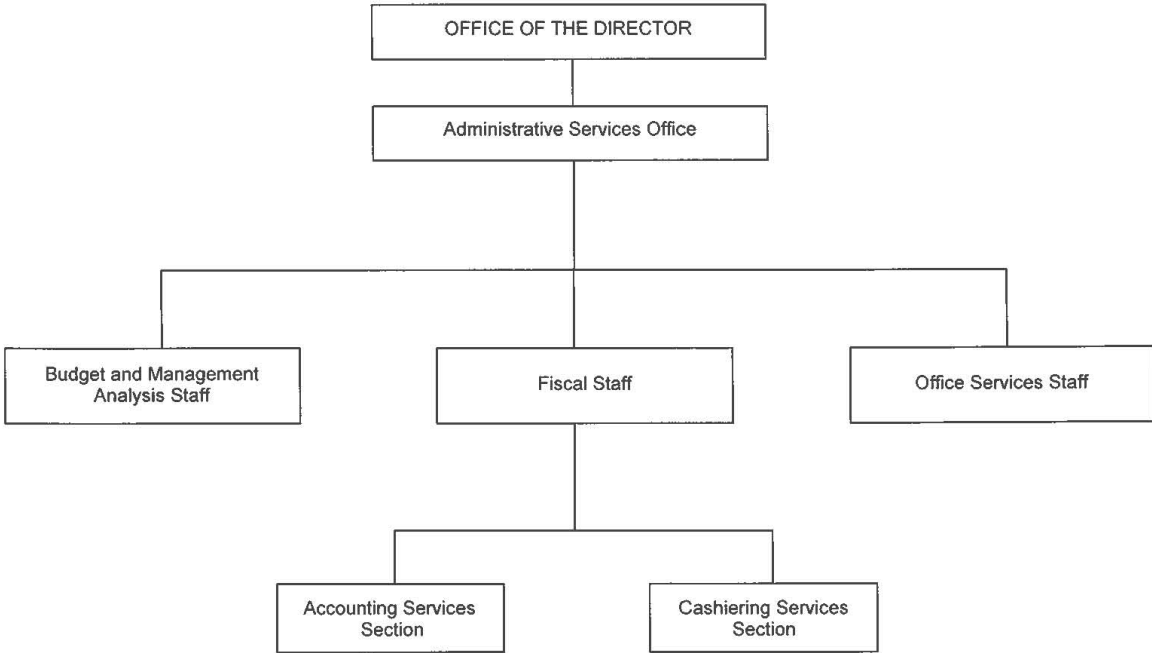 OFFICE OF THE DIRECTOR
Administrative Services Office
Budget and Management
Analysis Staff
Fiscal Staff
Office Services Staff
Accounting Services
Section
Cashiering Services
Section